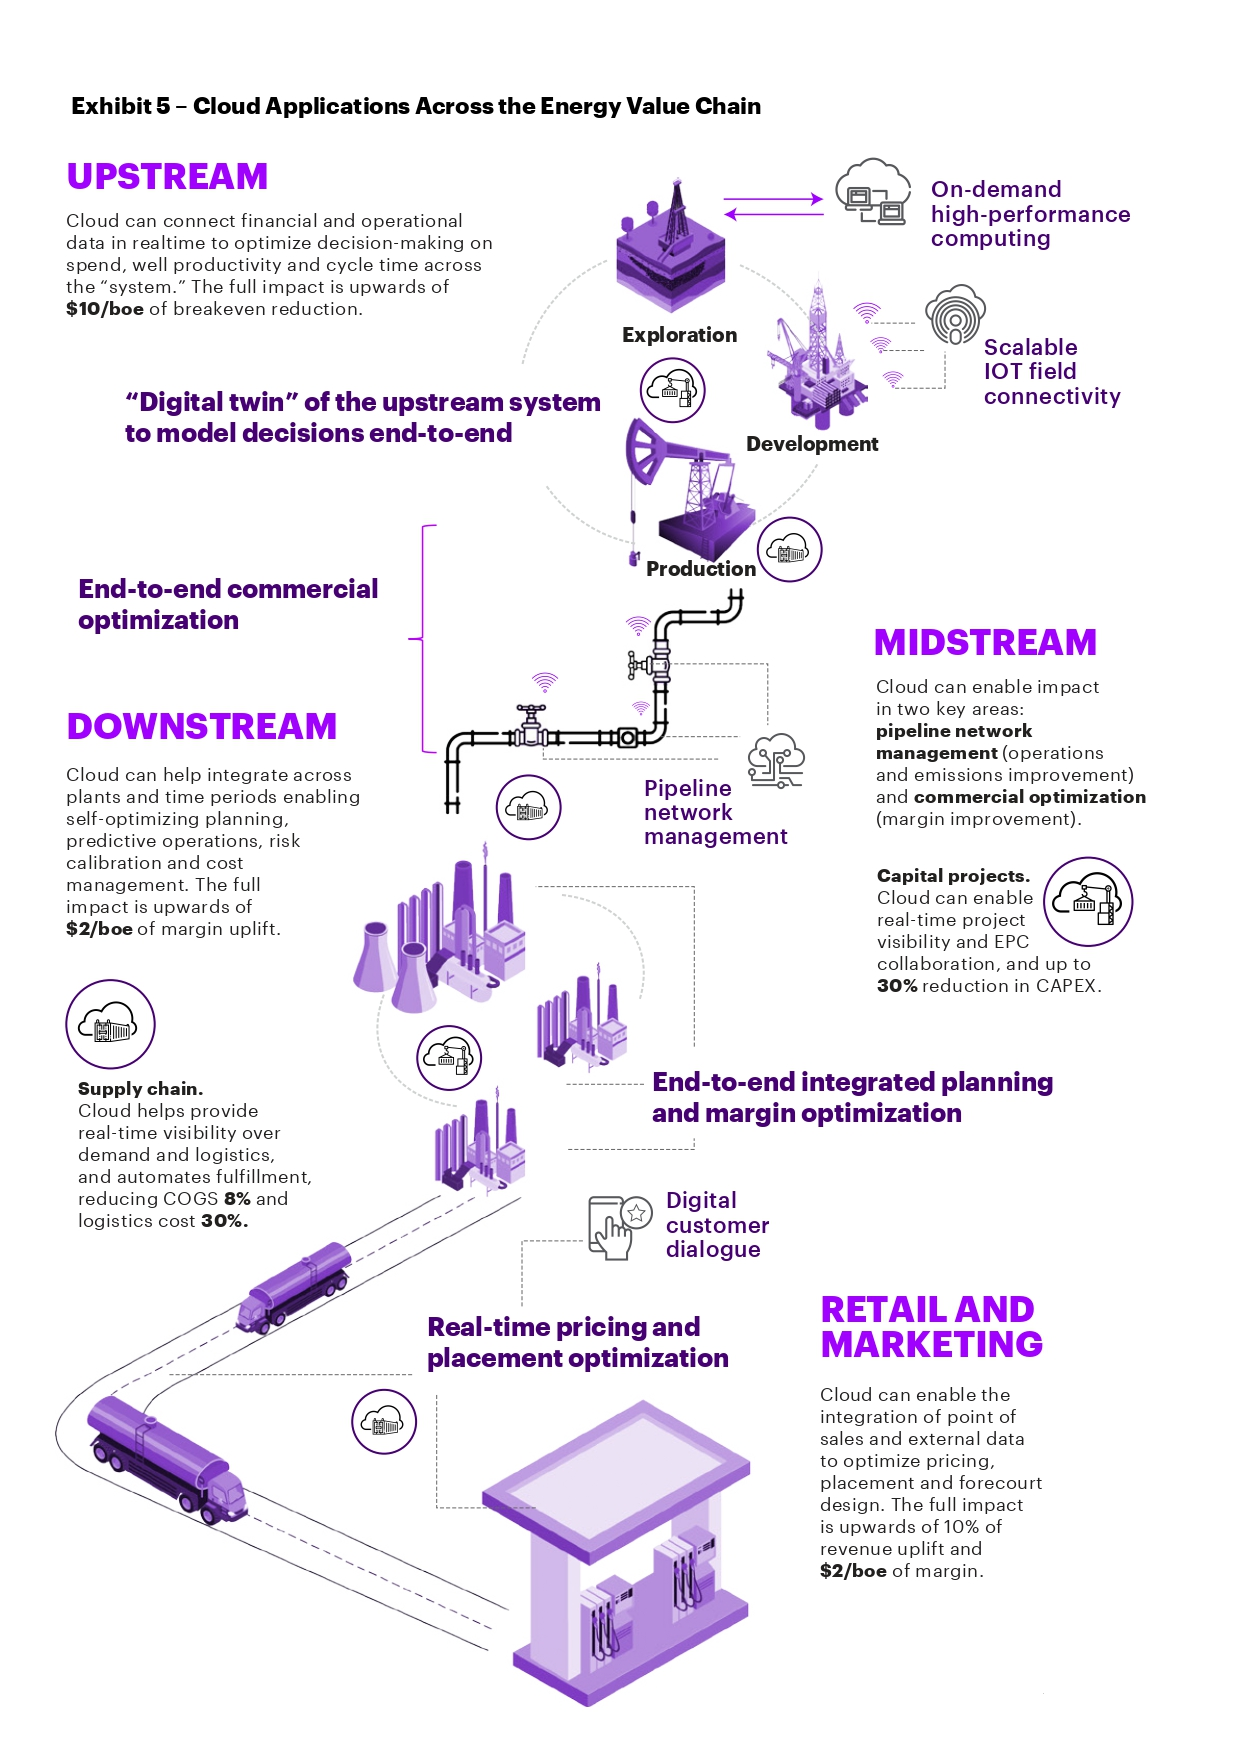 Exhibit 5 – Cloud Applications Across the Energy Value Chain
UPSTREAM
Cloud can connect financial and operational
data in realtime to optimize decision-making on
spend, well productivity and cycle time across
the “system.” The full impact is upwards of
$10/boe of breakeven reduction.
On-demand
high-performance
computing
Exploration
Scalable
IOT field
connectivity
“Digital twin” of the upstream system
to model decisions end-to-end
Development
Production
End-to-end commercial
optimization
MIDSTREAM
Cloud can enable impact
in two key areas:
pipeline network
management (operations
and emissions improvement)
and commercial optimization
(margin improvement).
DOWNSTREAM
Cloud can help integrate across
plants and time periods enabling
self-optimizing planning,
predictive operations, risk
calibration and cost
management. The full
impact is upwards of
$2/boe of margin uplift.
Pipeline
network
management
Capital projects.
Cloud can enable
real-time project
visibility and EPC
collaboration, and up to
30% reduction in CAPEX.
Supply chain.
Cloud helps provide
real-time visibility over
demand and logistics,
and automates fulfillment,
reducing COGS 8% and
logistics cost 30%.
End-to-end integrated planning
and margin optimization
Digital
customer
dialogue
Real-time pricing and
placement optimization
RETAIL AND
MARKETING
Cloud can enable the
integration of point of
sales and external data
to optimize pricing,
placement and forecourt
design. The full impact
is upwards of 10% of
revenue uplift and
$2/boe of margin.